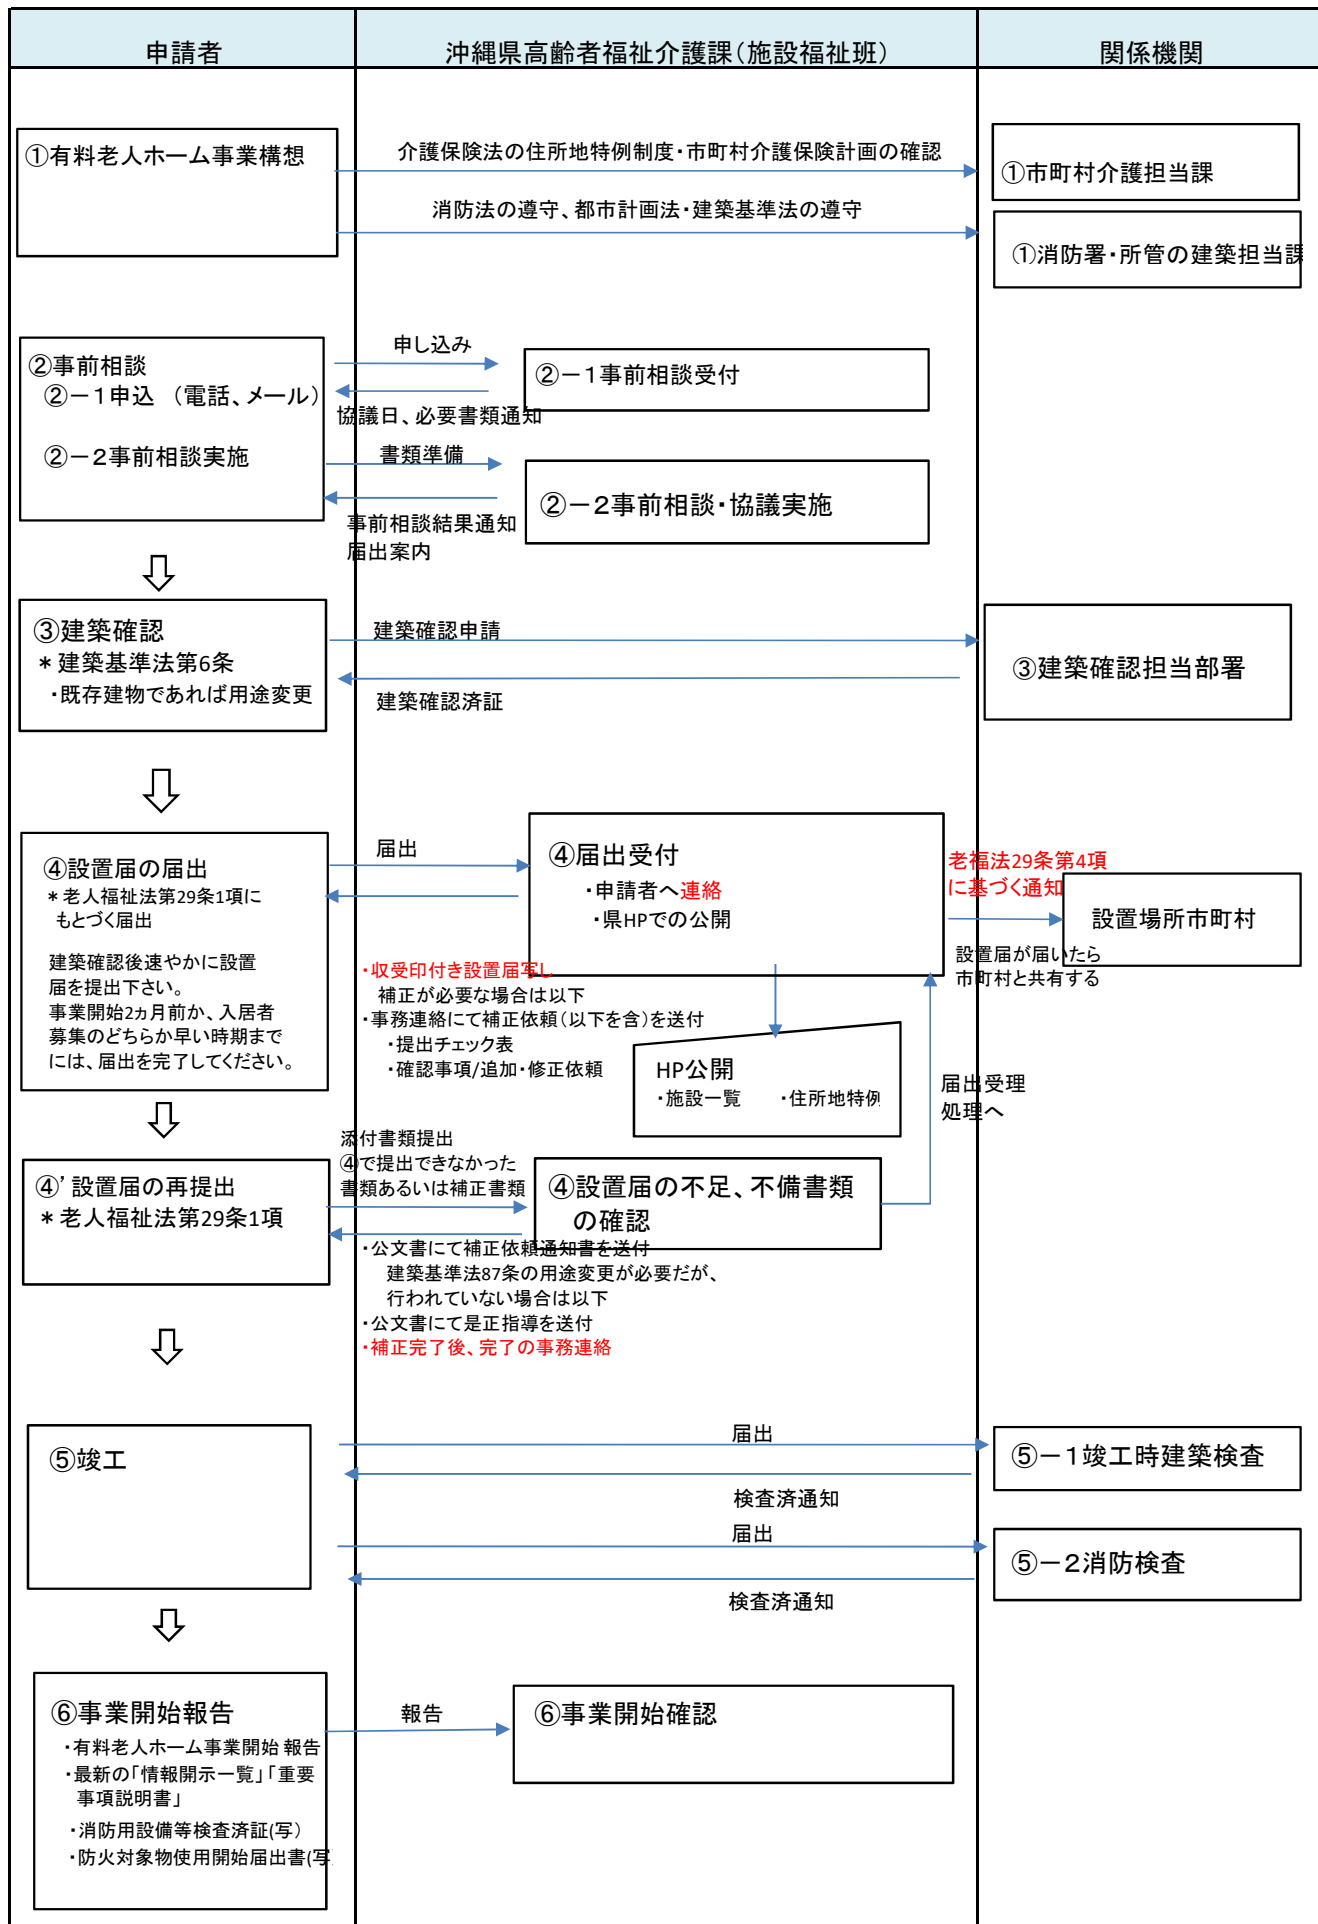 申請者
沖縄県高齢者福祉介護課（施設福祉班）
関係機関
①有料老人ホーム事業構想
介護保険法の住所地特例制度・市町村介護保険計画の確認
①市町村介護担当課
消防法の遵守、都市計画法・建築基準法の遵守
①消防署・所管の建築担当課
②事前相談
②－１申込　（電話、メール）
②－２事前相談実施
申し込み
②－１事前相談受付
協議日、必要書類通知
書類準備
②－２事前相談・協議実施
事前相談結果通知
届出案内
③建築確認
＊建築基準法第6条
・既存建物であれば用途変更
建築確認申請
建築確認済証
③建築確認担当部署
④設置届の届出
＊老人福祉法第29条1項に
もとづく届出
建築確認後速やかに設置
届を提出下さい。
事業開始2ヵ月前か、入居者
募集のどちらか早い時期まで
には、届出を完了してください。
届出
④届出受付
・申請者へ連絡
・県HPでの公開
老福法29条第4項
に基づく通知
設置場所市町村
設置届が届いたら
市町村と共有する
・収受印付き設置届写し
補正が必要な場合は以下
・事務連絡にて補正依頼（以下を含）を送付
・提出チェック表
・確認事項/追加・修正依頼
HP公開
・施設一覧　・住所地特例
届出受理
処理へ
添付書類提出
④で提出できなかった
書類あるいは補正書類
④’設置届の再提出
＊老人福祉法第29条1項
④設置届の不足、不備書類
の確認
・公文書にて補正依頼通知書を送付
建築基準法87条の用途変更が必要だが、
行われていない場合は以下
・公文書にて是正指導を送付
・補正完了後、完了の事務連絡
⑤竣工
届出
⑤－１竣工時建築検査
検査済通知
届出
⑤－２消防検査
検査済通知
⑥事業開始報告
・有料老人ホーム事業開始 報告
・最新の「情報開示一覧」「重要
事項説明書」
・消防用設備等検査済証(写）
・防火対象物使用開始届出書(写
報告
⑥事業開始確認